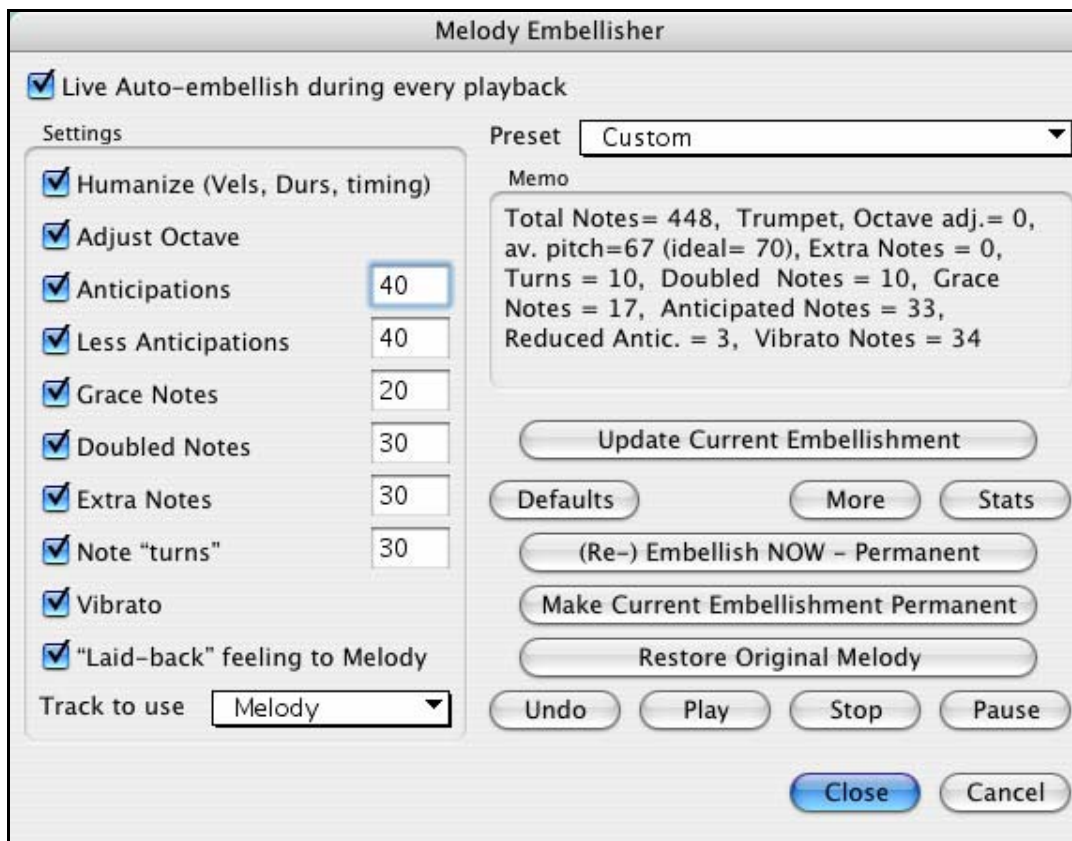 Melody Embellisher
Live Auto-embellish during every playback
Settings
Humanize (Vels, Durs, timing)
Adjust Octave
Anticipations 40
Less Anticipations 40
Grace Notes 20
Doubled Notes 30
Extra Notes 30
Note “turns” 30
Vibrato
“Laid-back” feeling to Melody
Track to use Melody
Preset Custom
Memo
Total Notes= 448, Trumpet, Octave adj.= 0,
av. pitch=67 (ideal= 70), Extra Notes = 0,
Turns = 10, Doubled Notes = 10, Grace
Notes = 17, Anticipated Notes = 33,
Reduced Antic. = 3, Vibrato Notes = 34
Update Current Embellishment
Defaults More Stats
(Re-) Embellish NOW - Permanent
Make Current Embellishment Permanent
Restore Original Melody
Undo Play Stop Pause
Close Cancel